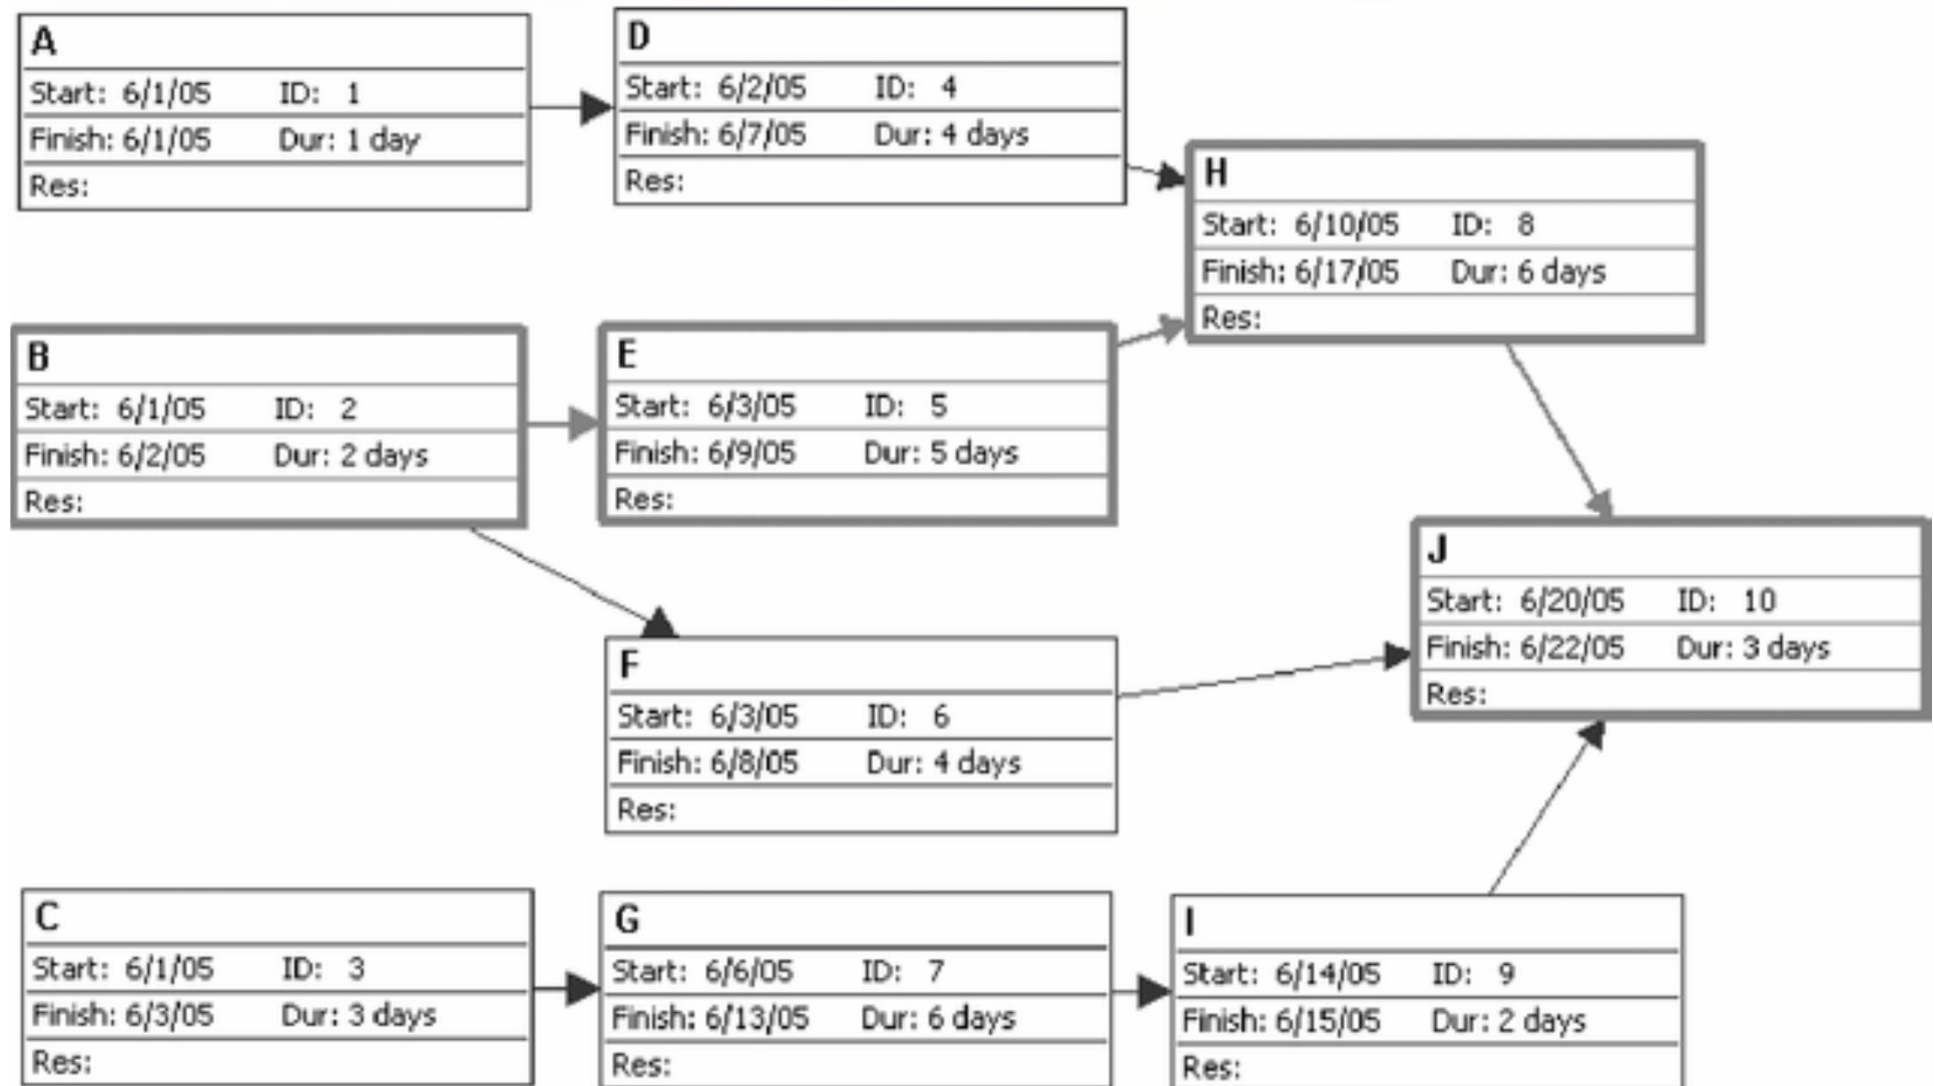 A
Start: 6/1/05 ID: 1
Finish: 6/1/05 Dur: 1 day
Res:
D
Start: 6/2/05 ID: 4
Finish: 6/7/05 Dur: 4 days
Res:
H
Start: 6/10/05 ID: 8
Finish: 6/17/05 Dur: 6 days
Res:
B
Start: 6/1/05 ID: 2
Finish: 6/2/05 Dur: 2 days
Res:
E
Start: 6/3/05 ID: 5
Finish: 6/9/05 Dur: 5 days
Res:
J
Start: 6/20/05 ID: 10
Finish: 6/22/05 Dur: 3 days
Res:
F
Start: 6/3/05 ID: 6
Finish: 6/8/05 Dur: 4 days
Res:
C
Start: 6/1/05 ID: 3
Finish: 6/3/05 Dur: 3 days
Res:
G
Start: 6/6/05 ID: 7
Finish: 6/13/05 Dur: 6 days
Res:
I
Start: 6/14/05 ID: 9
Finish: 6/15/05 Dur: 2 days
Res: